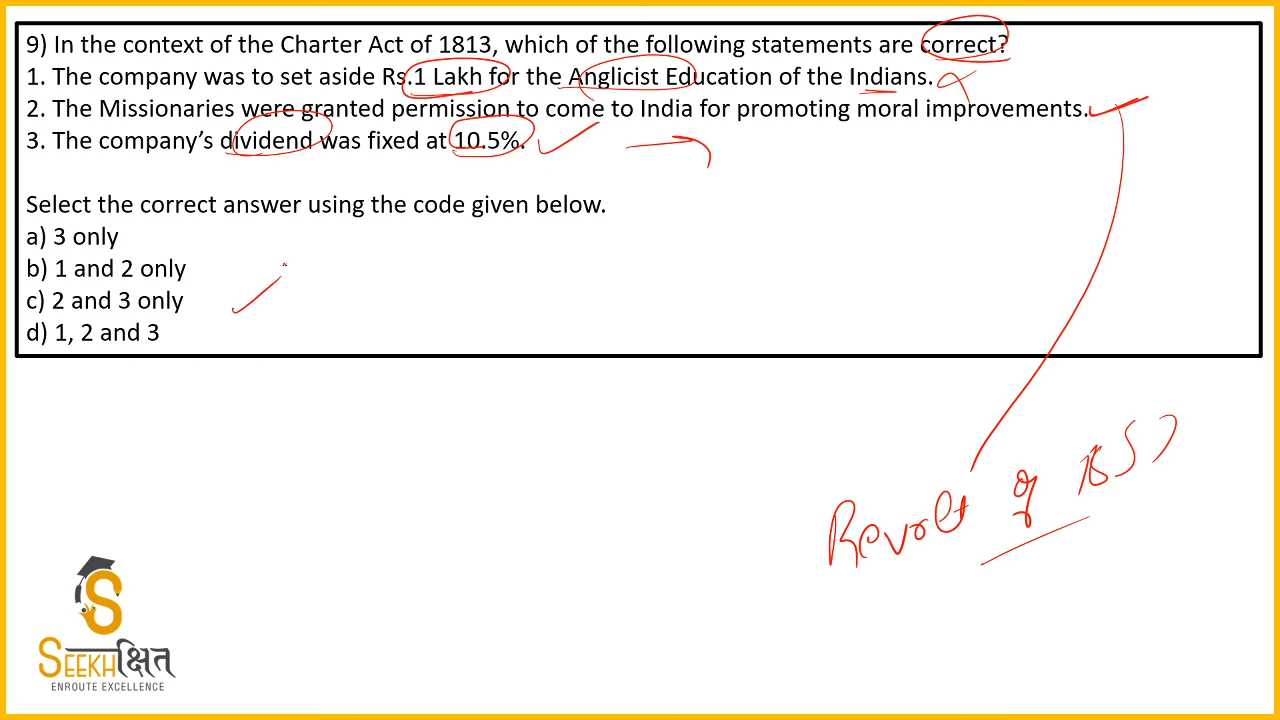 9) In the context of the Charter Act of 1813, which of the following statements are correct?
1. The company was to set aside Rs.1 Lakh for the Anglicist Education of the Indians.
2. The Missionaries were granted permission to come to India for promoting moral improvements.
3. The company's dividend was fixed at 10.5%.
Select the correct answer using the code given below.
a) 3 only
b) 1 and 2 only
c) 2 and 3 only
d) 1, 2 and 3
Revolt of 1857
SEEKHक्षित
ENROUTE EXCELLENCE